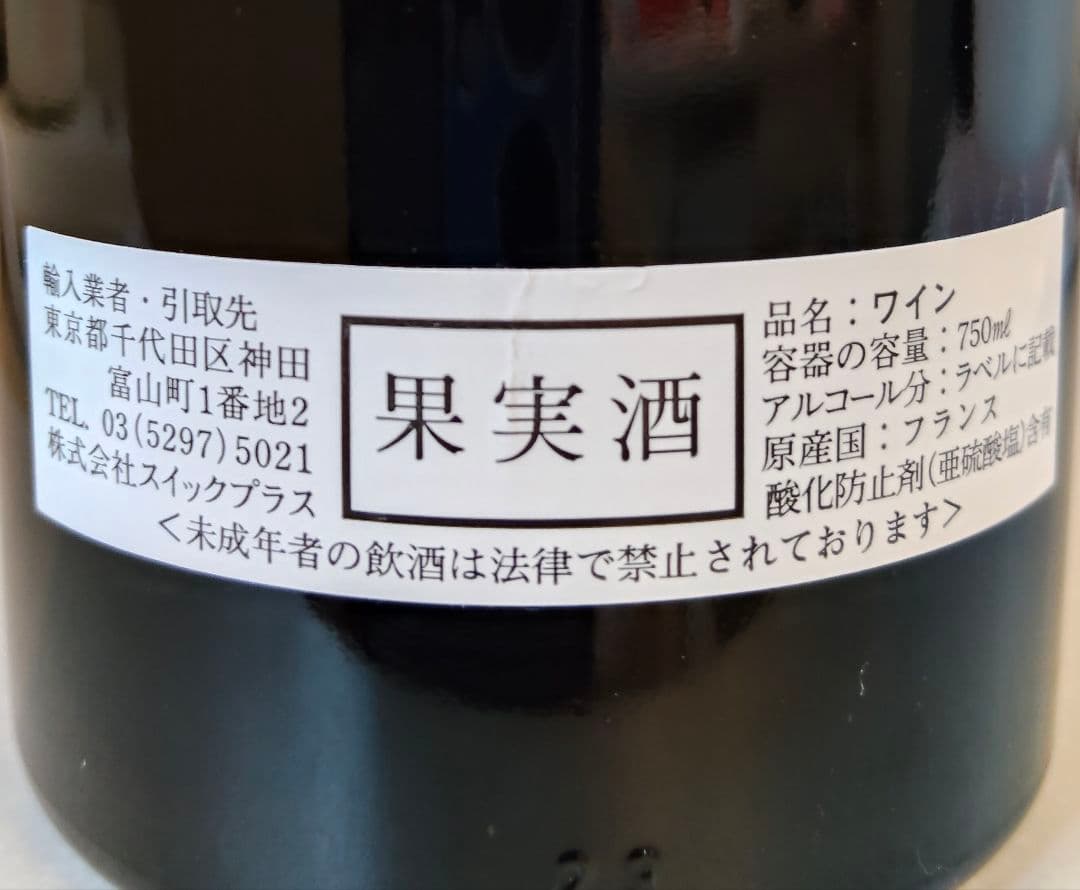 輸入業者・引取先
東京都千代田区神田
富山町1番地2
TEL. 03(5297)5021
株式会社スイックプラス
果実酒
品名：ワイン
容器の容量：750ml
アルコール分：ラベルに記載
原産国：フランス
酸化防止剤(亜硫酸塩)含有
＜未成年者の飲酒は法律で禁止されております＞